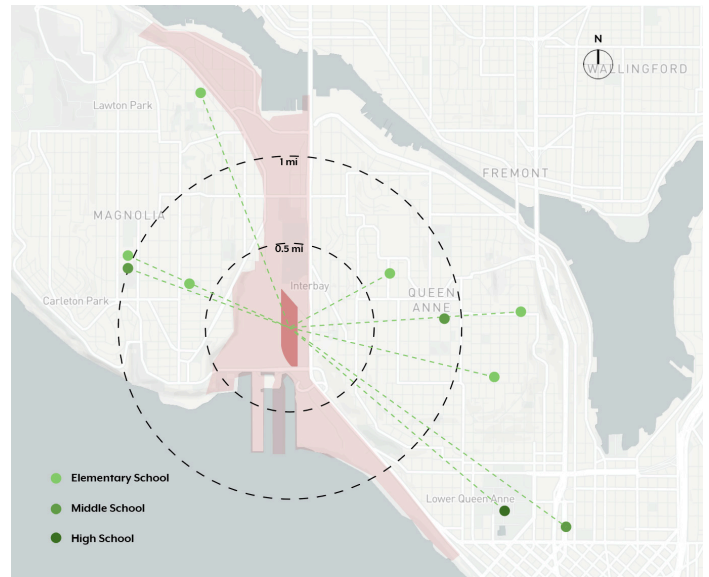 N
WALLINGFORD
Lawton Park
1 mi
FREMONT
MAGNOLIA
0.5 mi
Interbay
QUEEN
ANNE
Carleton Park
Elementary School
Lower Queen Anne
Middle School
High School